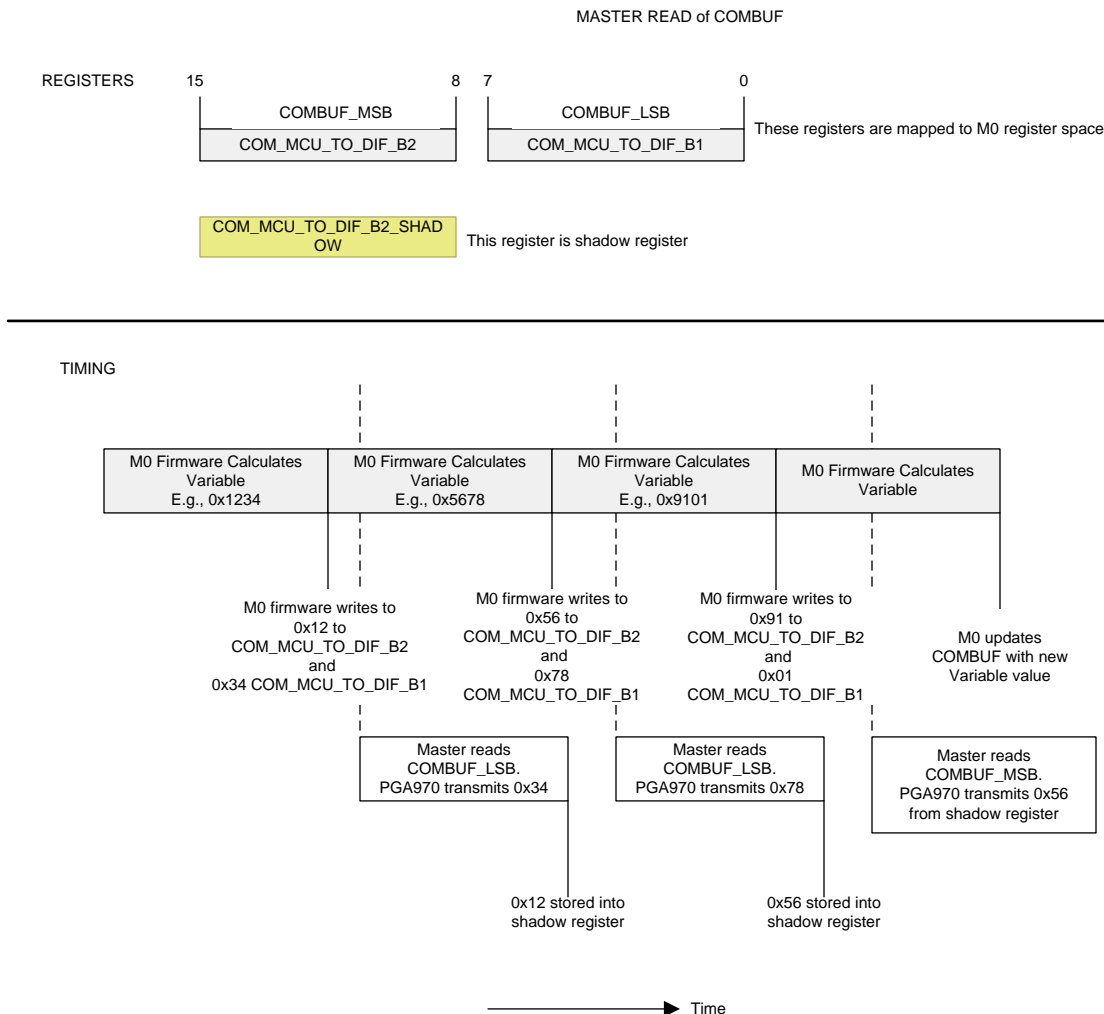 MASTER READ of COMBUF
REGISTERS
15
8
7
0
COMBUF_MSB
COMBUF_LSB
COM_MCU_TO_DIF_B2
COM_MCU_TO_DIF_B1
These registers are mapped to M0 register space
COM_MCU_TO_DIF_B2_SHAD
OW
This register is shadow register
TIMING
M0 Firmware Calculates
Variable
E.g., 0x1234
M0 Firmware Calculates
Variable
E.g., 0x5678
M0 Firmware Calculates
Variable
E.g., 0x9101
M0 Firmware Calculates
Variable
M0 firmware writes to
0x12 to
COM_MCU_TO_DIF_B2
and
0x34 COM_MCU_TO_DIF_B1
M0 firmware writes to
0x56 to
COM_MCU_TO_DIF_B2
and
0x78
COM_MCU_TO_DIF_B1
M0 firmware writes to
0x91 to
COM_MCU_TO_DIF_B2
and
0x01
COM_MCU_TO_DIF_B1
M0 updates
COMBUF with new
Variable value
Master reads
COMBUF_LSB.
PGA970 transmits 0x34
Master reads
COMBUF_LSB.
PGA970 transmits 0x78
Master reads
COMBUF_MSB.
PGA970 transmits 0x56
from shadow register
0x12 stored into
shadow register
0x56 stored into
shadow register
Time